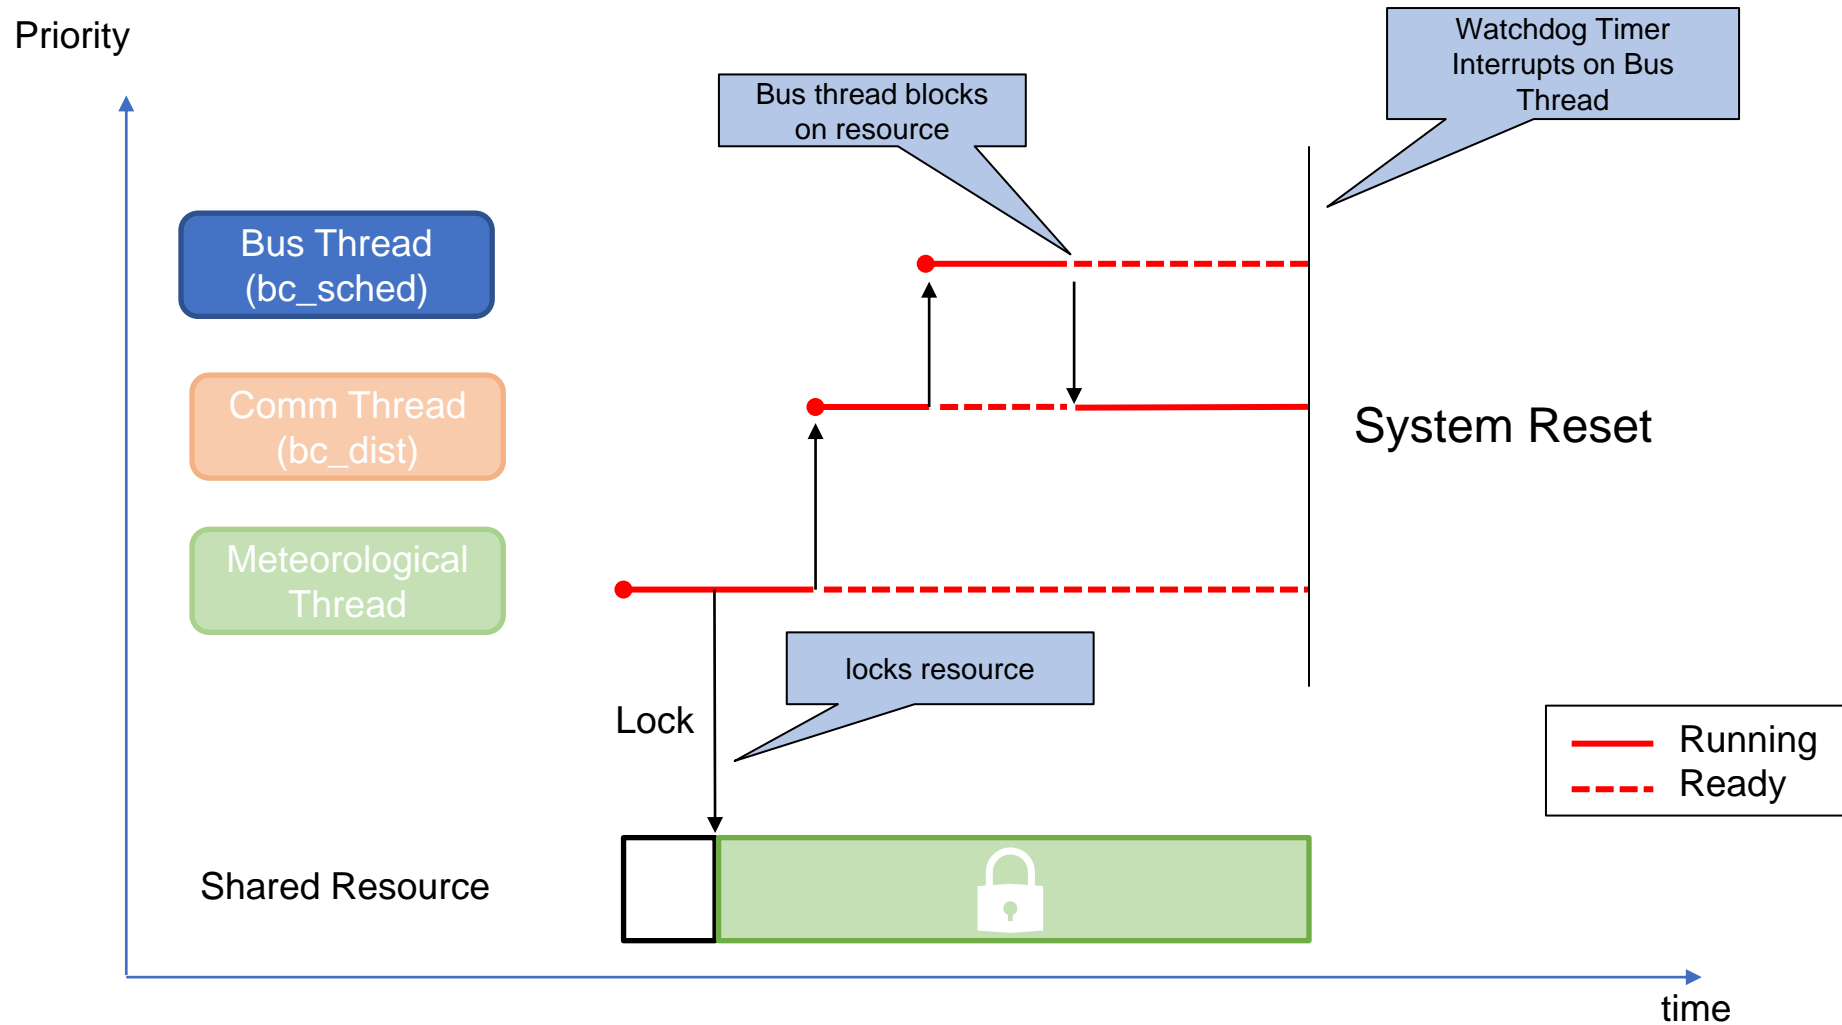 Priority
Watchdog Timer
Interrupts on Bus
Thread
Bus thread blocks
on resource
Bus Thread
(bc_sched)
Comm Thread
(bc_dist)
System Reset
Meteorological
Thread
locks resource
Lock
Running
Ready
Shared Resource
time